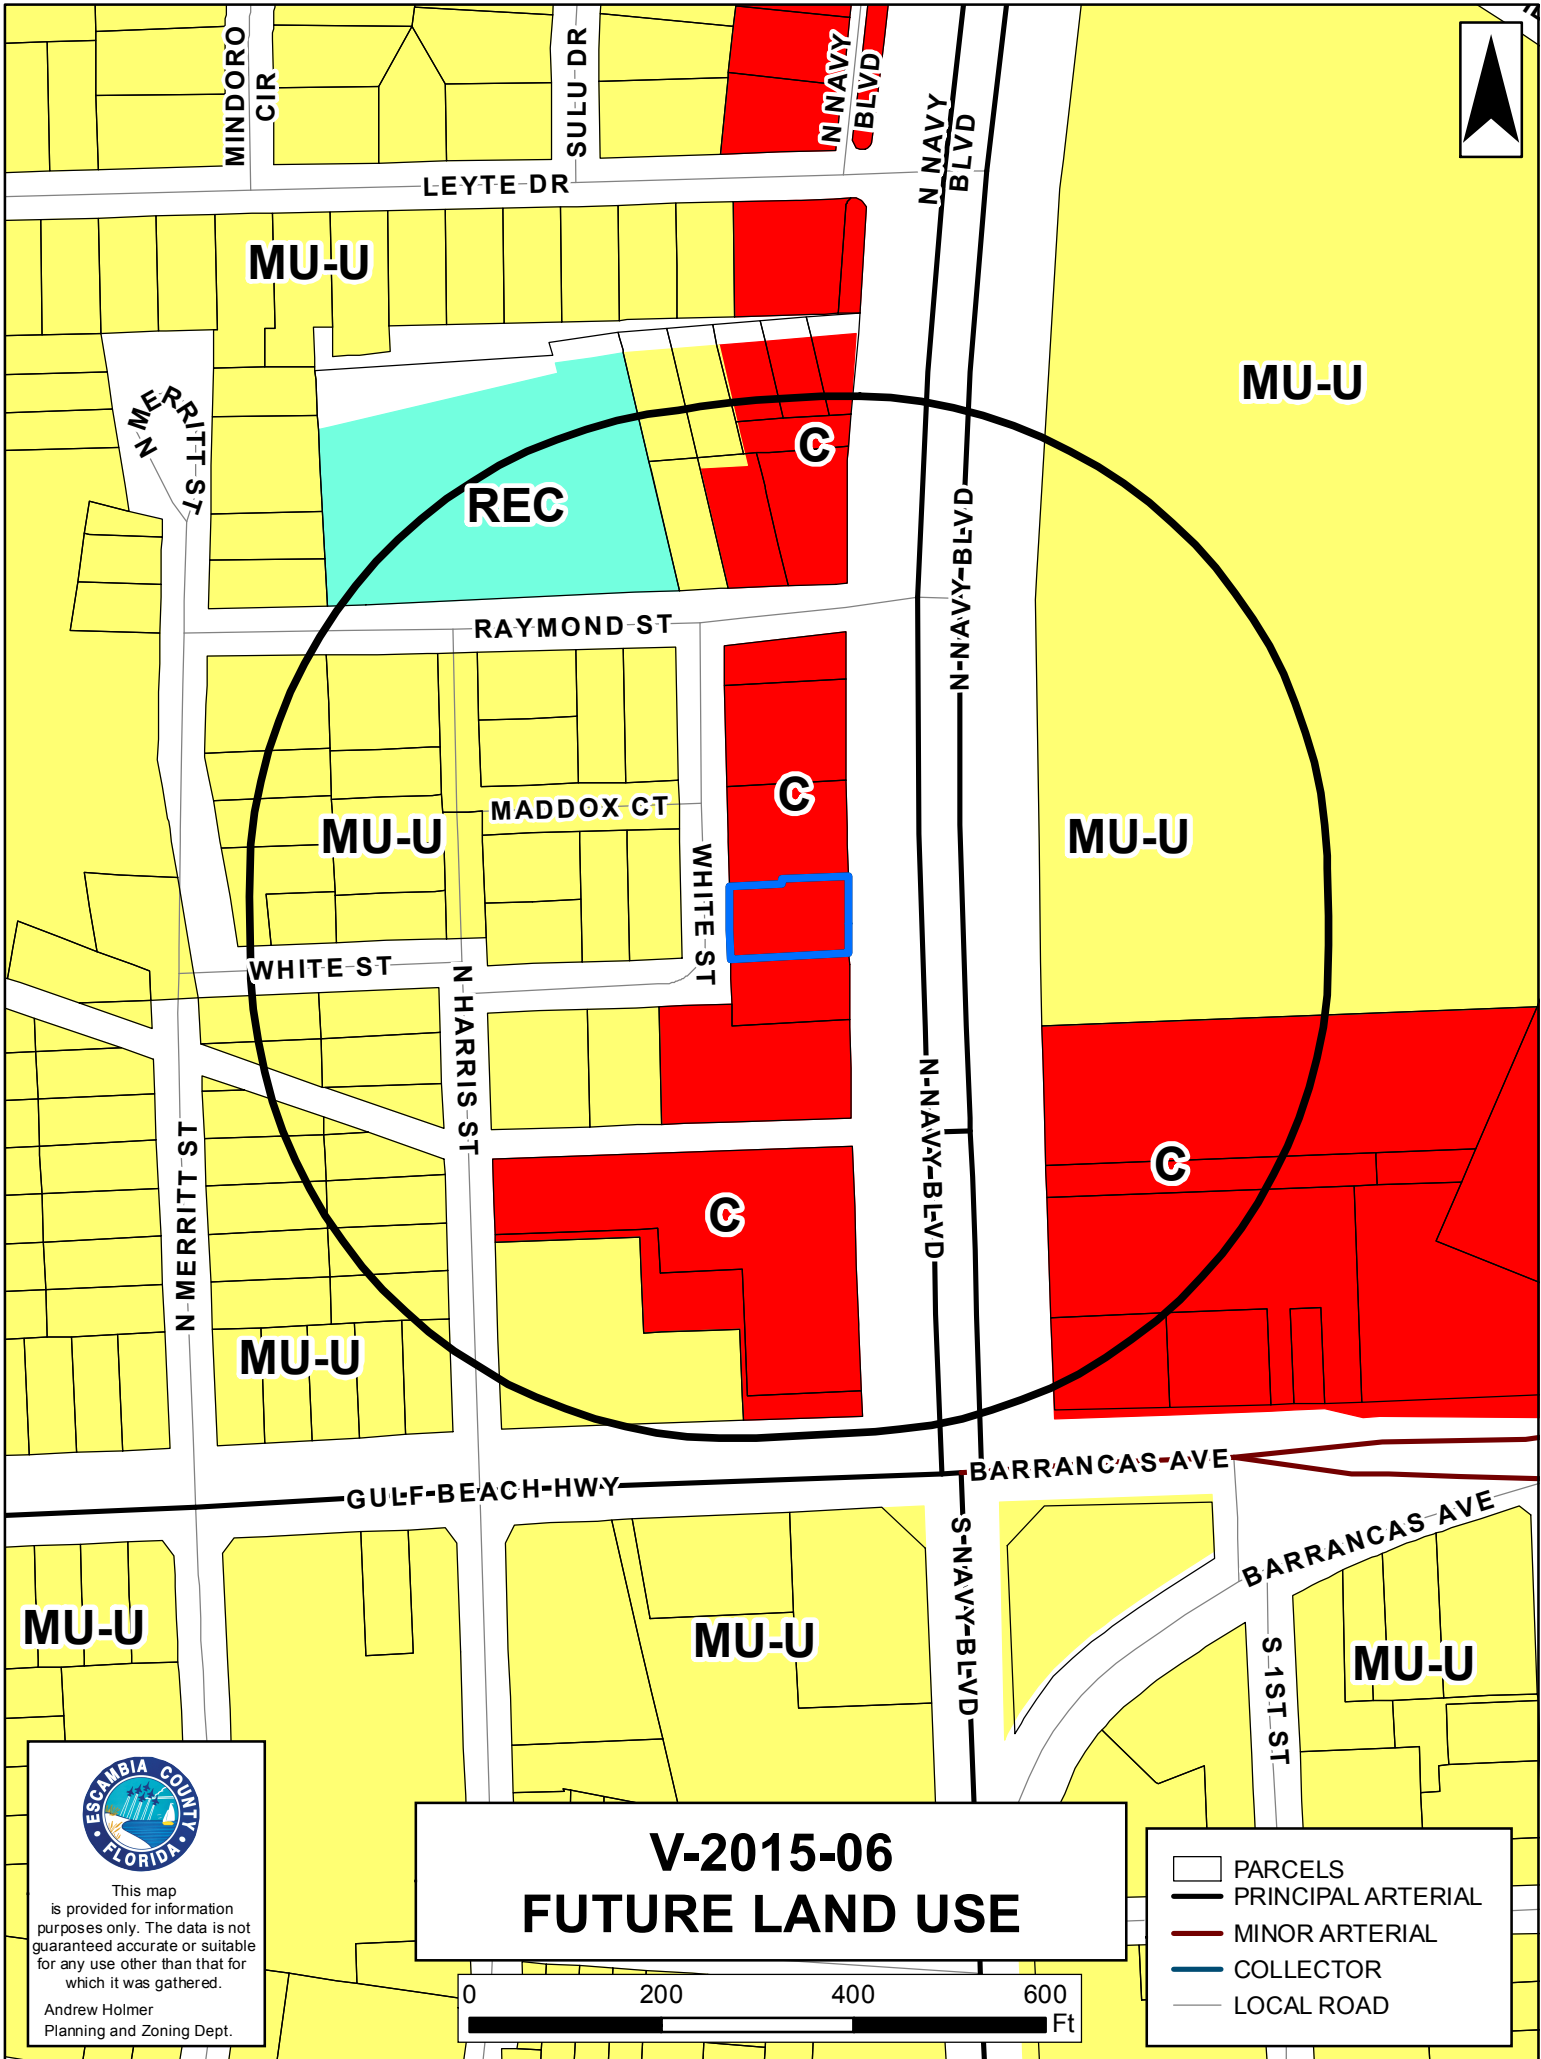 MINDORO
CIR
SULU DR
N NAVY
BLVD
N NAVY
BLVD
LEYTE DR
MU-U
MU-U
N MERRITT ST
C
REC
N NAVY BLVD
RAYMOND ST
C
MADDOX CT
MU-U
MU-U
WHITE ST
WHITE ST
N HARRIS ST
N NAVY BLVD
N MERRITT ST
C
C
MU-U
BARRANCAS AVE
GULF BEACH HWY
BARRANCAS AVE
S NAVY BLVD
MU-U
MU-U
MU-U
S 1ST ST
ESCAMBIA COUNTY
FLORIDA
This map
is provided for information
purposes only. The data is not
guaranteed accurate or suitable
for any use other than that for
which it was gathered.
Andrew Holmer
Planning and Zoning Dept.
V-2015-06
FUTURE LAND USE
0 200 400 600
Ft
PARCELS
PRINCIPAL ARTERIAL
MINOR ARTERIAL
COLLECTOR
LOCAL ROAD